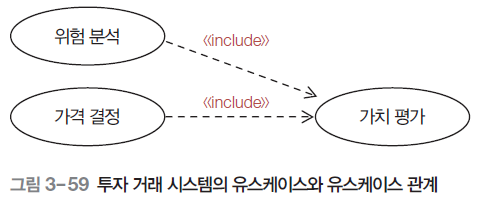 위험 분석
《include》
가격 결정
《include》
가치 평가
그림 3-59 투자 거래 시스템의 유스케이스와 유스케이스 관계